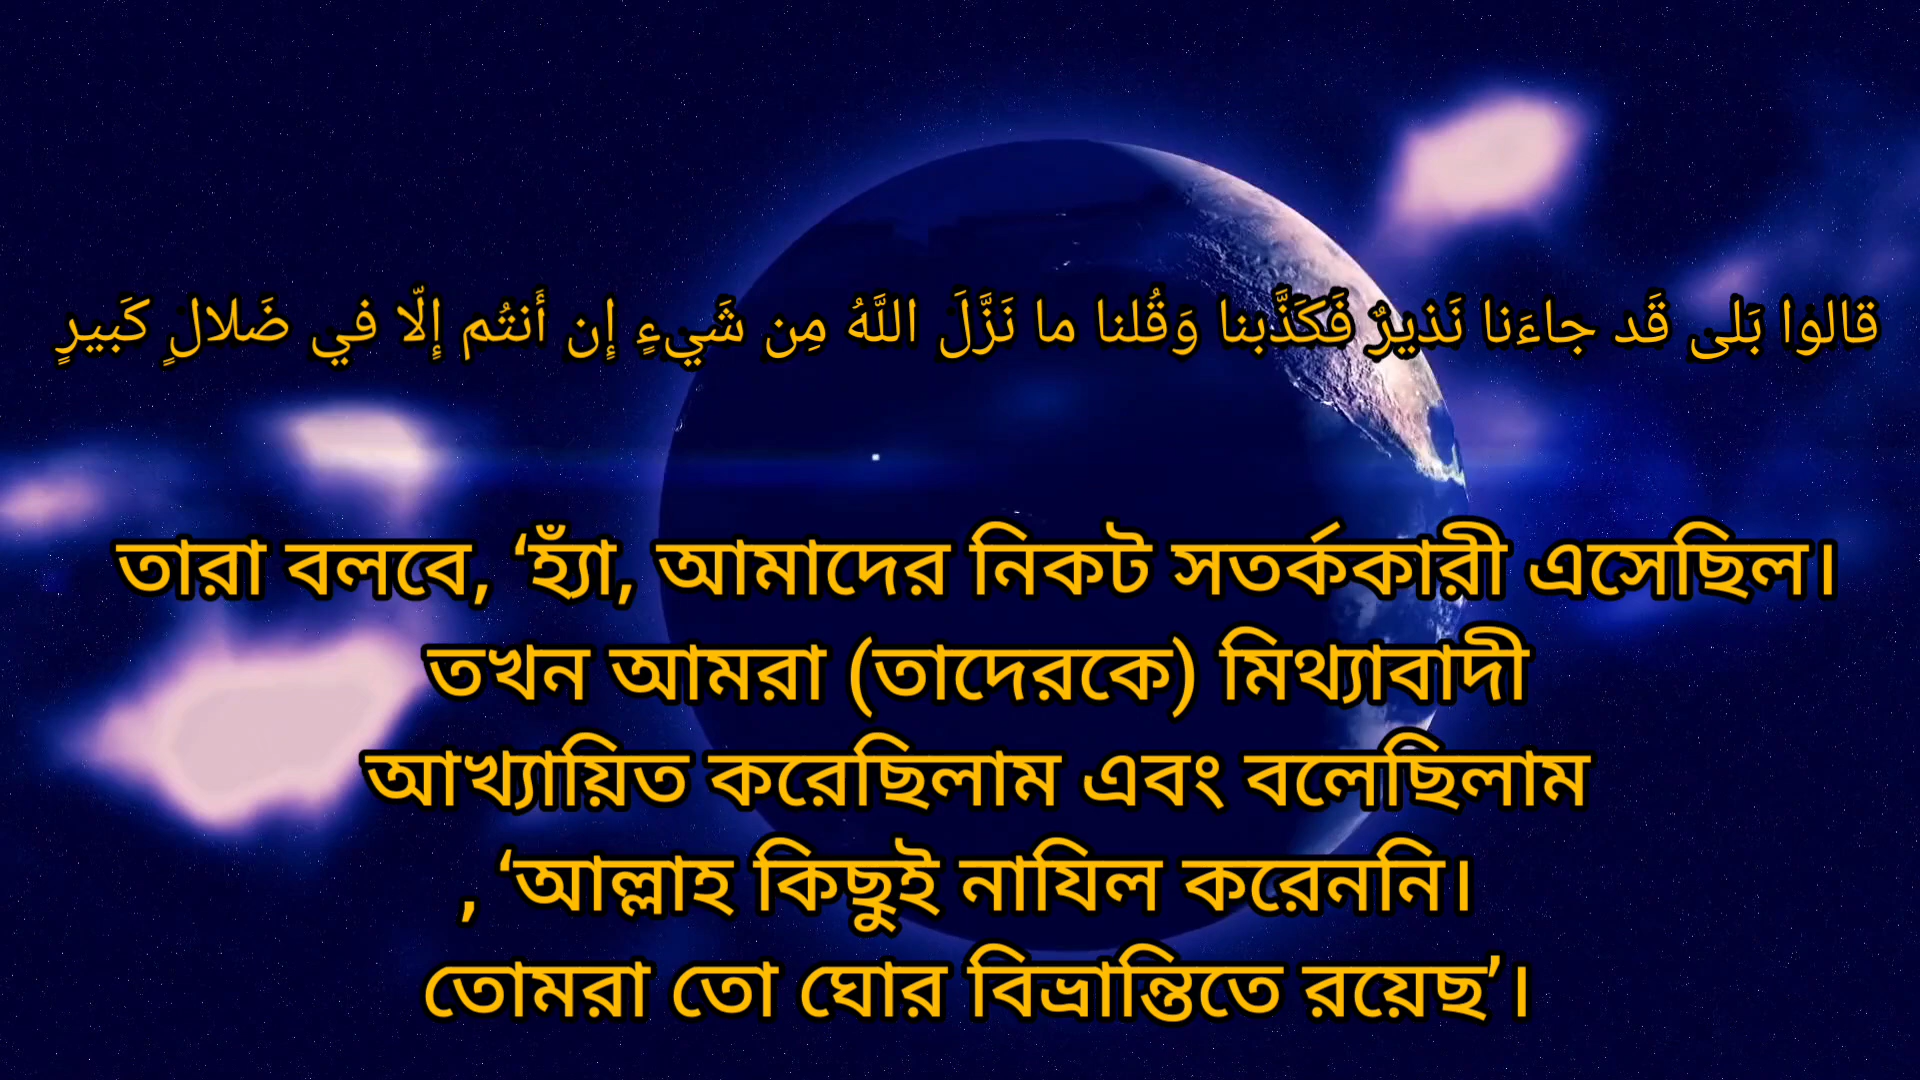 قالوا بَلى قَد جاءَنا نَذيرٌ فَكَذَّبنا وَقُلنا ما نَزَّلَ اللَّهُ مِن شَيءٍ إِن أَنتُم إِلّا في ضَلالٍ كَبيرٍ
তারা বলবে, ‘হ্যাঁ, আমাদের নিকট সতর্ককারী এসেছিল।
তখন আমরা (তাদেরকে) মিথ্যাবাদী
আখ্যায়িত করেছিলাম এবং বলেছিলাম
, ‘আল্লাহ কিছুই নাযিল করেননি।
তোমরা তো ঘোর বিভ্রান্তিতে রয়েছ’।